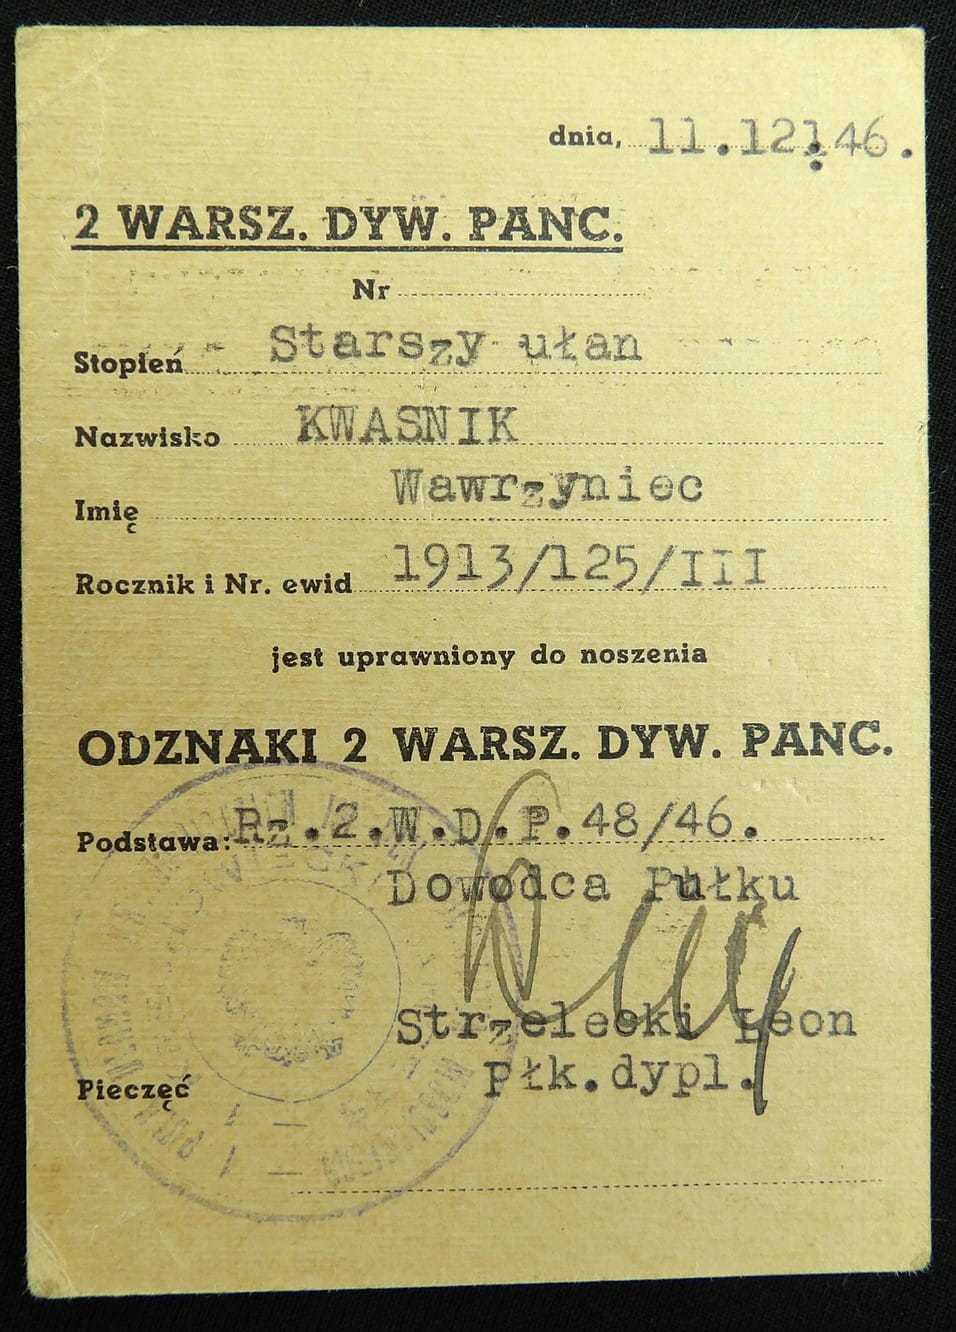 dnia, 11.12.46.
2 WARSZ. DYW. PANC.
Nr
Stopień Starszy ułan
Nazwisko KWASNIK
Imię Wawrzyniec
Rocznik i Nr. ewid 1913/125/III
jest uprawniony do noszenia
ODZNAKI 2 WARSZ. DYW. PANC.
Podstawa: Rz.2.W.D.P.48/46.
Dowodca Pułku
Strzelecki Leon
Płk.dypl.
Pieczęć